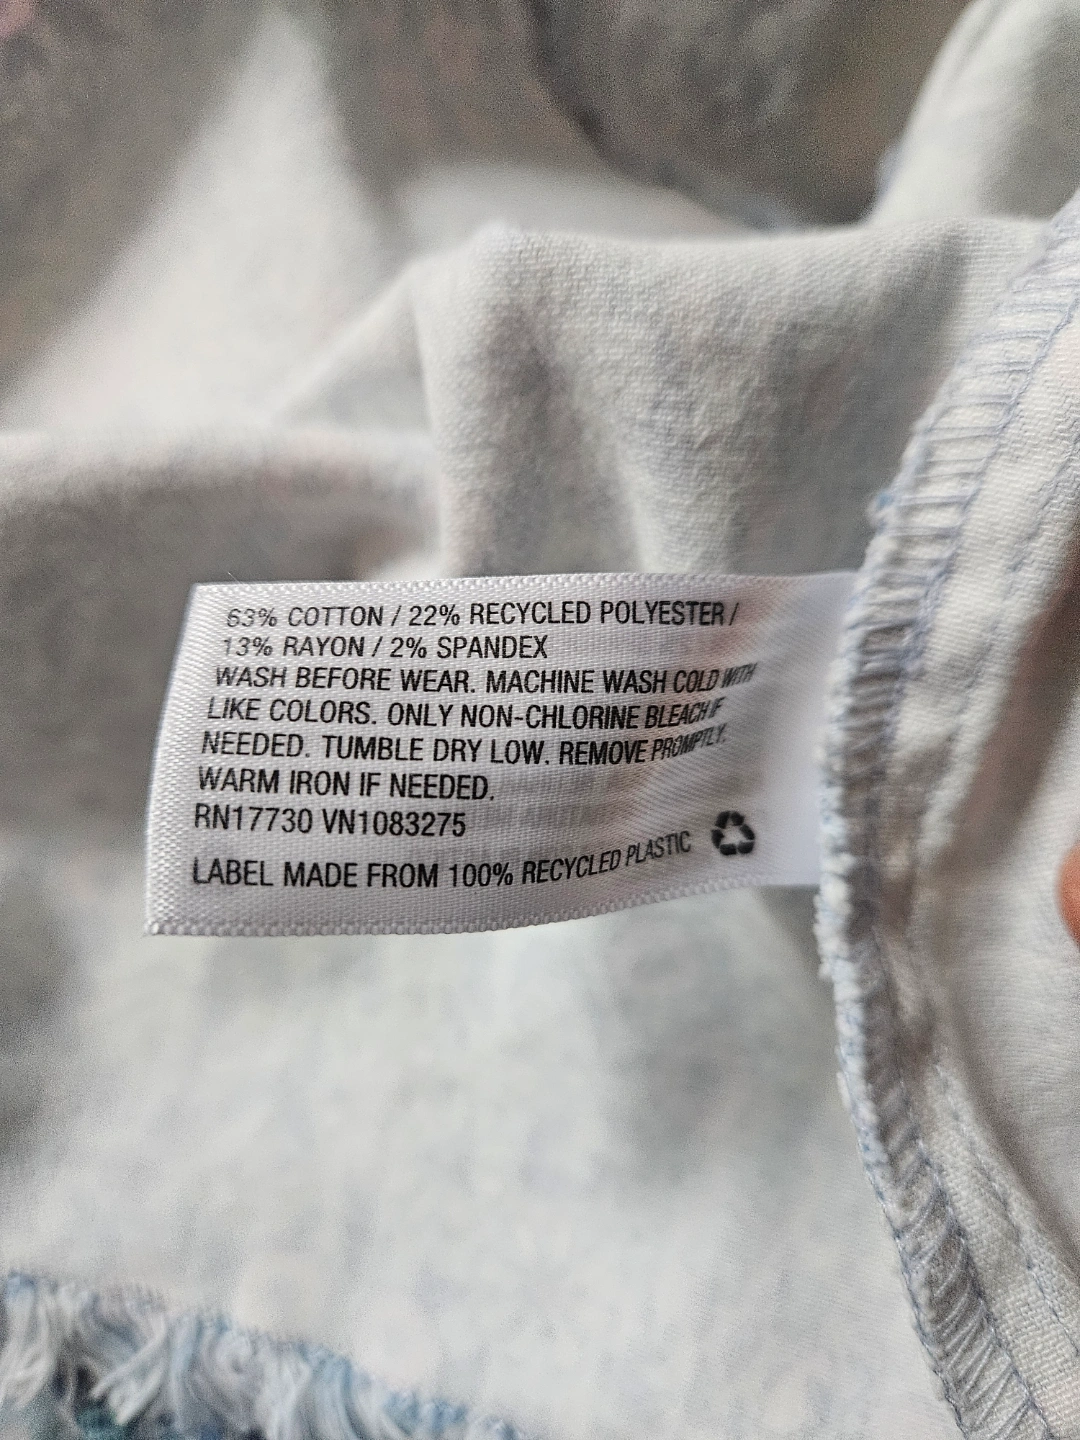 63% COTTON / 22% RECYCLED POLYESTER /
13% RAYON / 2% SPANDEX
WASH BEFORE WEAR. MACHINE WASH COLD WITH
LIKE COLORS. ONLY NON-CHLORINE BLEACH IF
NEEDED. TUMBLE DRY LOW. REMOVE PROMPTLY.
WARM IRON IF NEEDED.
RN17730 VN1083275
LABEL MADE FROM 100% RECYCLED PLASTIC